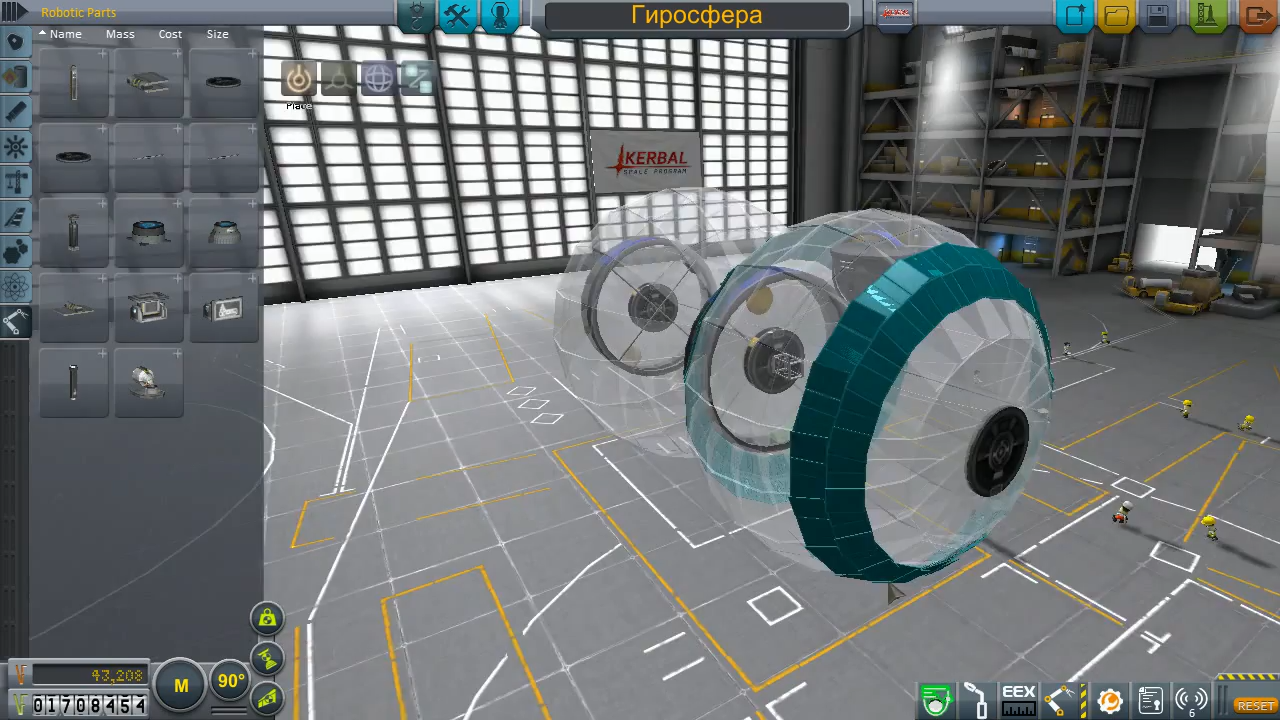 Robotic Parts
Гиросфера
Name
Mass
Cost
Size
Place
KERBAL
SPACE PROGRAM
43,208
01708454
M
90°
EEX
6
RESET